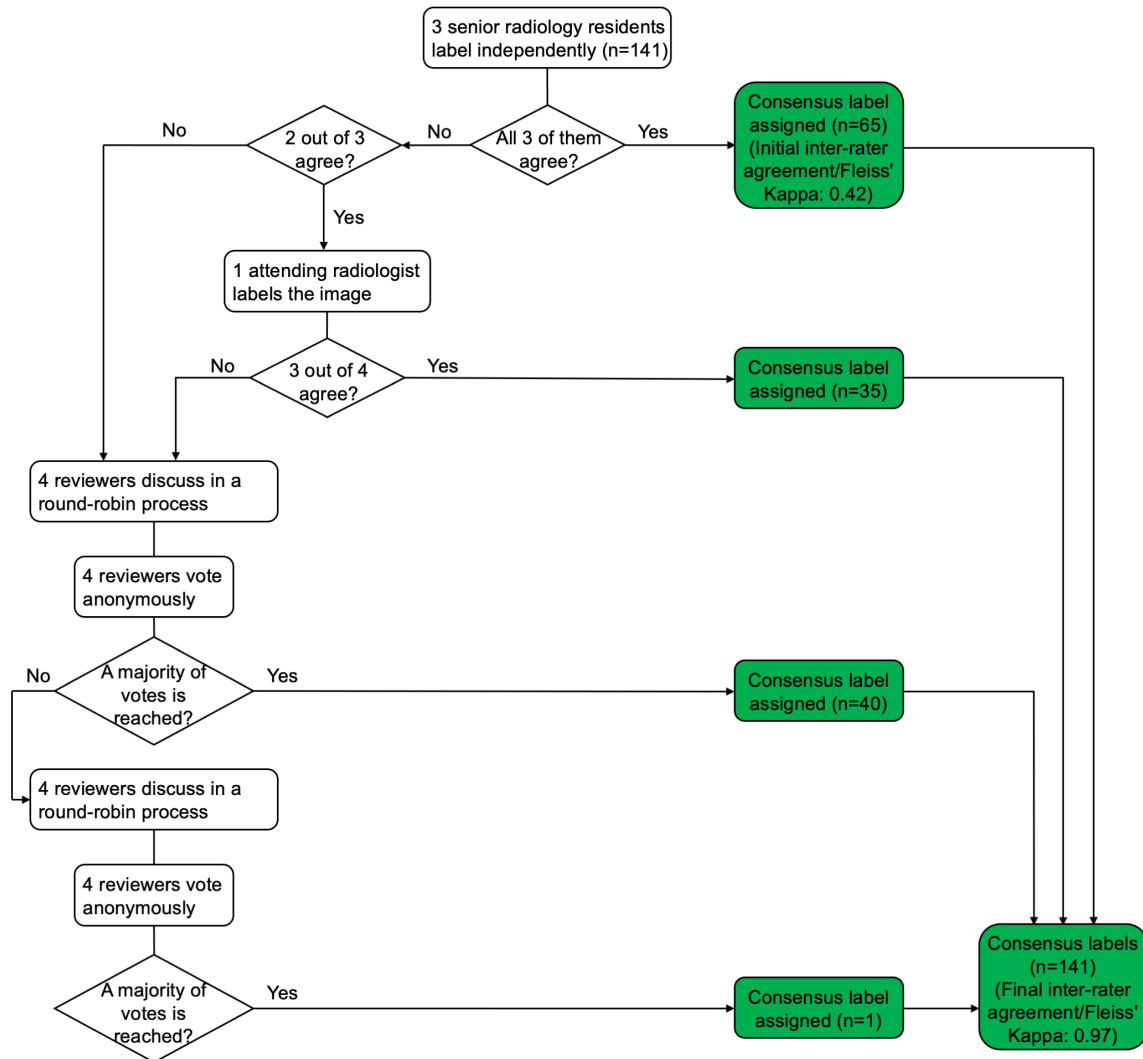 3 senior radiology residents
label independently (n=141)
All 3 of them
agree?
No
Yes
2 out of 3
agree?
No
Yes
Consensus label
assigned (n=65)
(Initial inter-rater
agreement/Fleiss'
Kappa: 0.42)
1 attending radiologist
labels the image
3 out of 4
agree?
No
Yes
Consensus label
assigned (n=35)
4 reviewers discuss in a
round-robin process
4 reviewers vote
anonymously
A majority of
votes is
reached?
No
Yes
Consensus label
assigned (n=40)
4 reviewers discuss in a
round-robin process
4 reviewers vote
anonymously
A majority of
votes is
reached?
Yes
Consensus label
assigned (n=1)
Consensus labels
(n=141)
(Final inter-rater
agreement/Fleiss'
Kappa: 0.97)